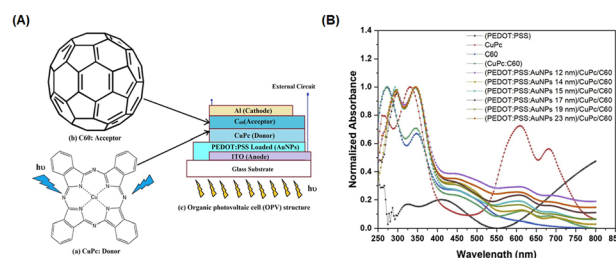 (A)
External Circuit
Al (Cathode)
C60(Acceptor)
CuPc (Donor)
PEDOT:PSS Loaded (AuNPs)
ITO (Anode)
Glass Substrate
hυ
(c) Organic photovoltaic cell (OPV) structure
(b) C60: Acceptor
hυ
N
N
N
N
Cu
N
N
N
N
(a) CuPc: Donor
(B)
Normalized Absorbance
1.4
1.2
1.0
0.8
0.6
0.4
0.2
0.0
(PEDOT:PSS)
CuPc
C60
(CuPc:C60)
(PEDOT:PSS:AuNPs 12 nm)/CuPc/C60
(PEDOT:PSS:AuNPs 14 nm)/CuPc/C60
(PEDOT:PSS:AuNPs 15 nm)/CuPc/C60
(PEDOT:PSS:AuNPs 17 nm)/CuPc/C60
(PEDOT:PSS:AuNPs 19 nm)/CuPc/C60
(PEDOT:PSS:AuNPs 23 nm)/CuPc/C60
250 300 350 400 450 500 550 600 650 700 750 800 850
Wavelength (nm)